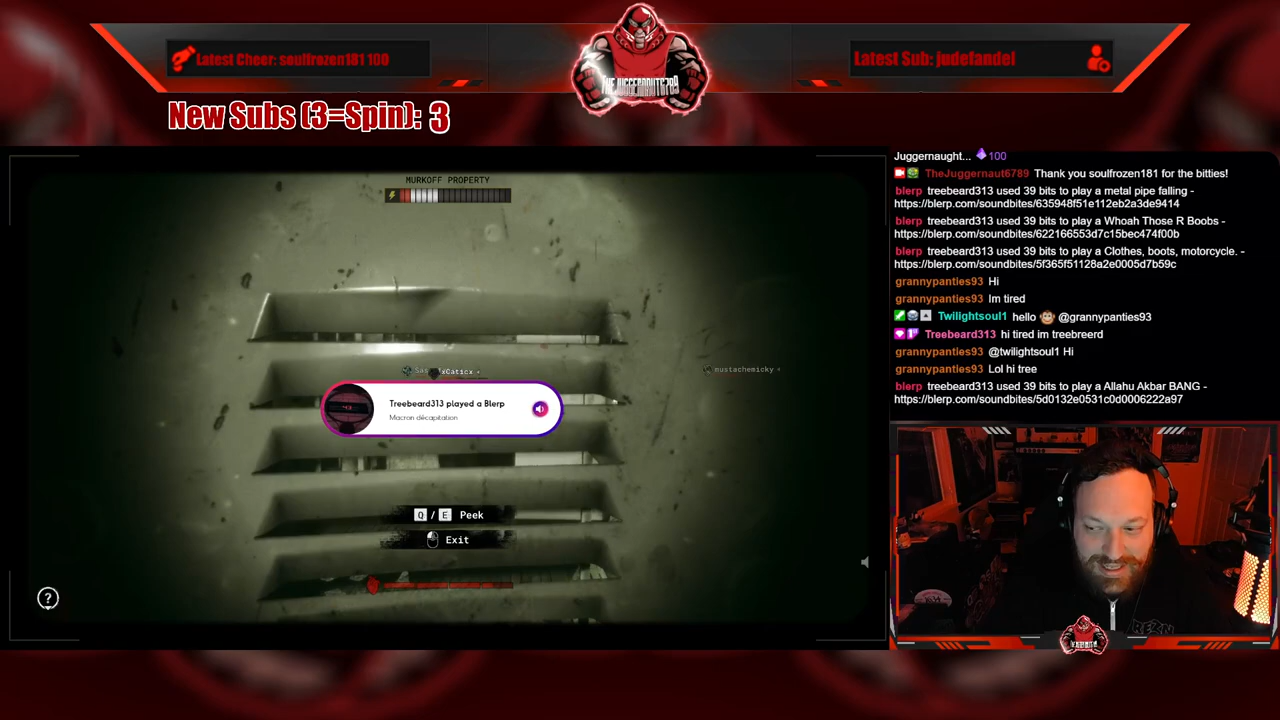 Latest Cheer: soulfrozen181 100
THEJUGGERNAUT6789
Latest Sub: judefandel
New Subs (3=Spin): 3
MURKOFF PROPERTY
xCaticx
mustachemicky
Treebeard313 played a Blerp
Macron décapitation
Q / E Peek
Exit
?
Juggernaught... 100
TheJuggernaut6789 Thank you soulfrozen181 for the bitties!
blerp treebeard313 used 39 bits to play a metal pipe falling -
https://blerp.com/soundbites/635948f51e112eb2a3de9414
blerp treebeard313 used 39 bits to play a Whoah Those R Boobs -
https://blerp.com/soundbites/622166553d7c15bec474f00b
blerp treebeard313 used 39 bits to play a Clothes, boots, motorcycle. -
https://blerp.com/soundbites/5f365f51128a2e0005d7b59c
grannypanties93 Hi
grannypanties93 Im tired
Twilightsoul1 hello @grannypanties93
Treebeard313 hi tired im treebreerd
grannypanties93 @twilightsoul1 Hi
grannypanties93 Lol hi tree
blerp treebeard313 used 39 bits to play a Allahu Akbar BANG -
https://blerp.com/soundbites/5d0132e0531c0d0006222a97